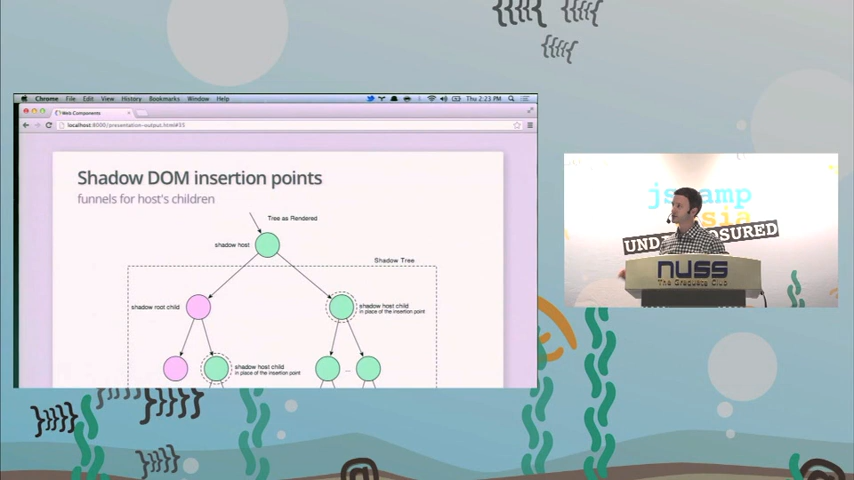 Chrome File Edit View History Bookmarks Window Help
Thu 2:23 PM
Web Components
localhost:8000/presentation-output.html#35
Shadow DOM insertion points
funnels for host's children
Tree as Rendered
shadow host
Shadow Tree
shadow root child
shadow host child
in place of the insertion point
shadow host child
in place of the insertion point
...
nuss
The Graduate Club